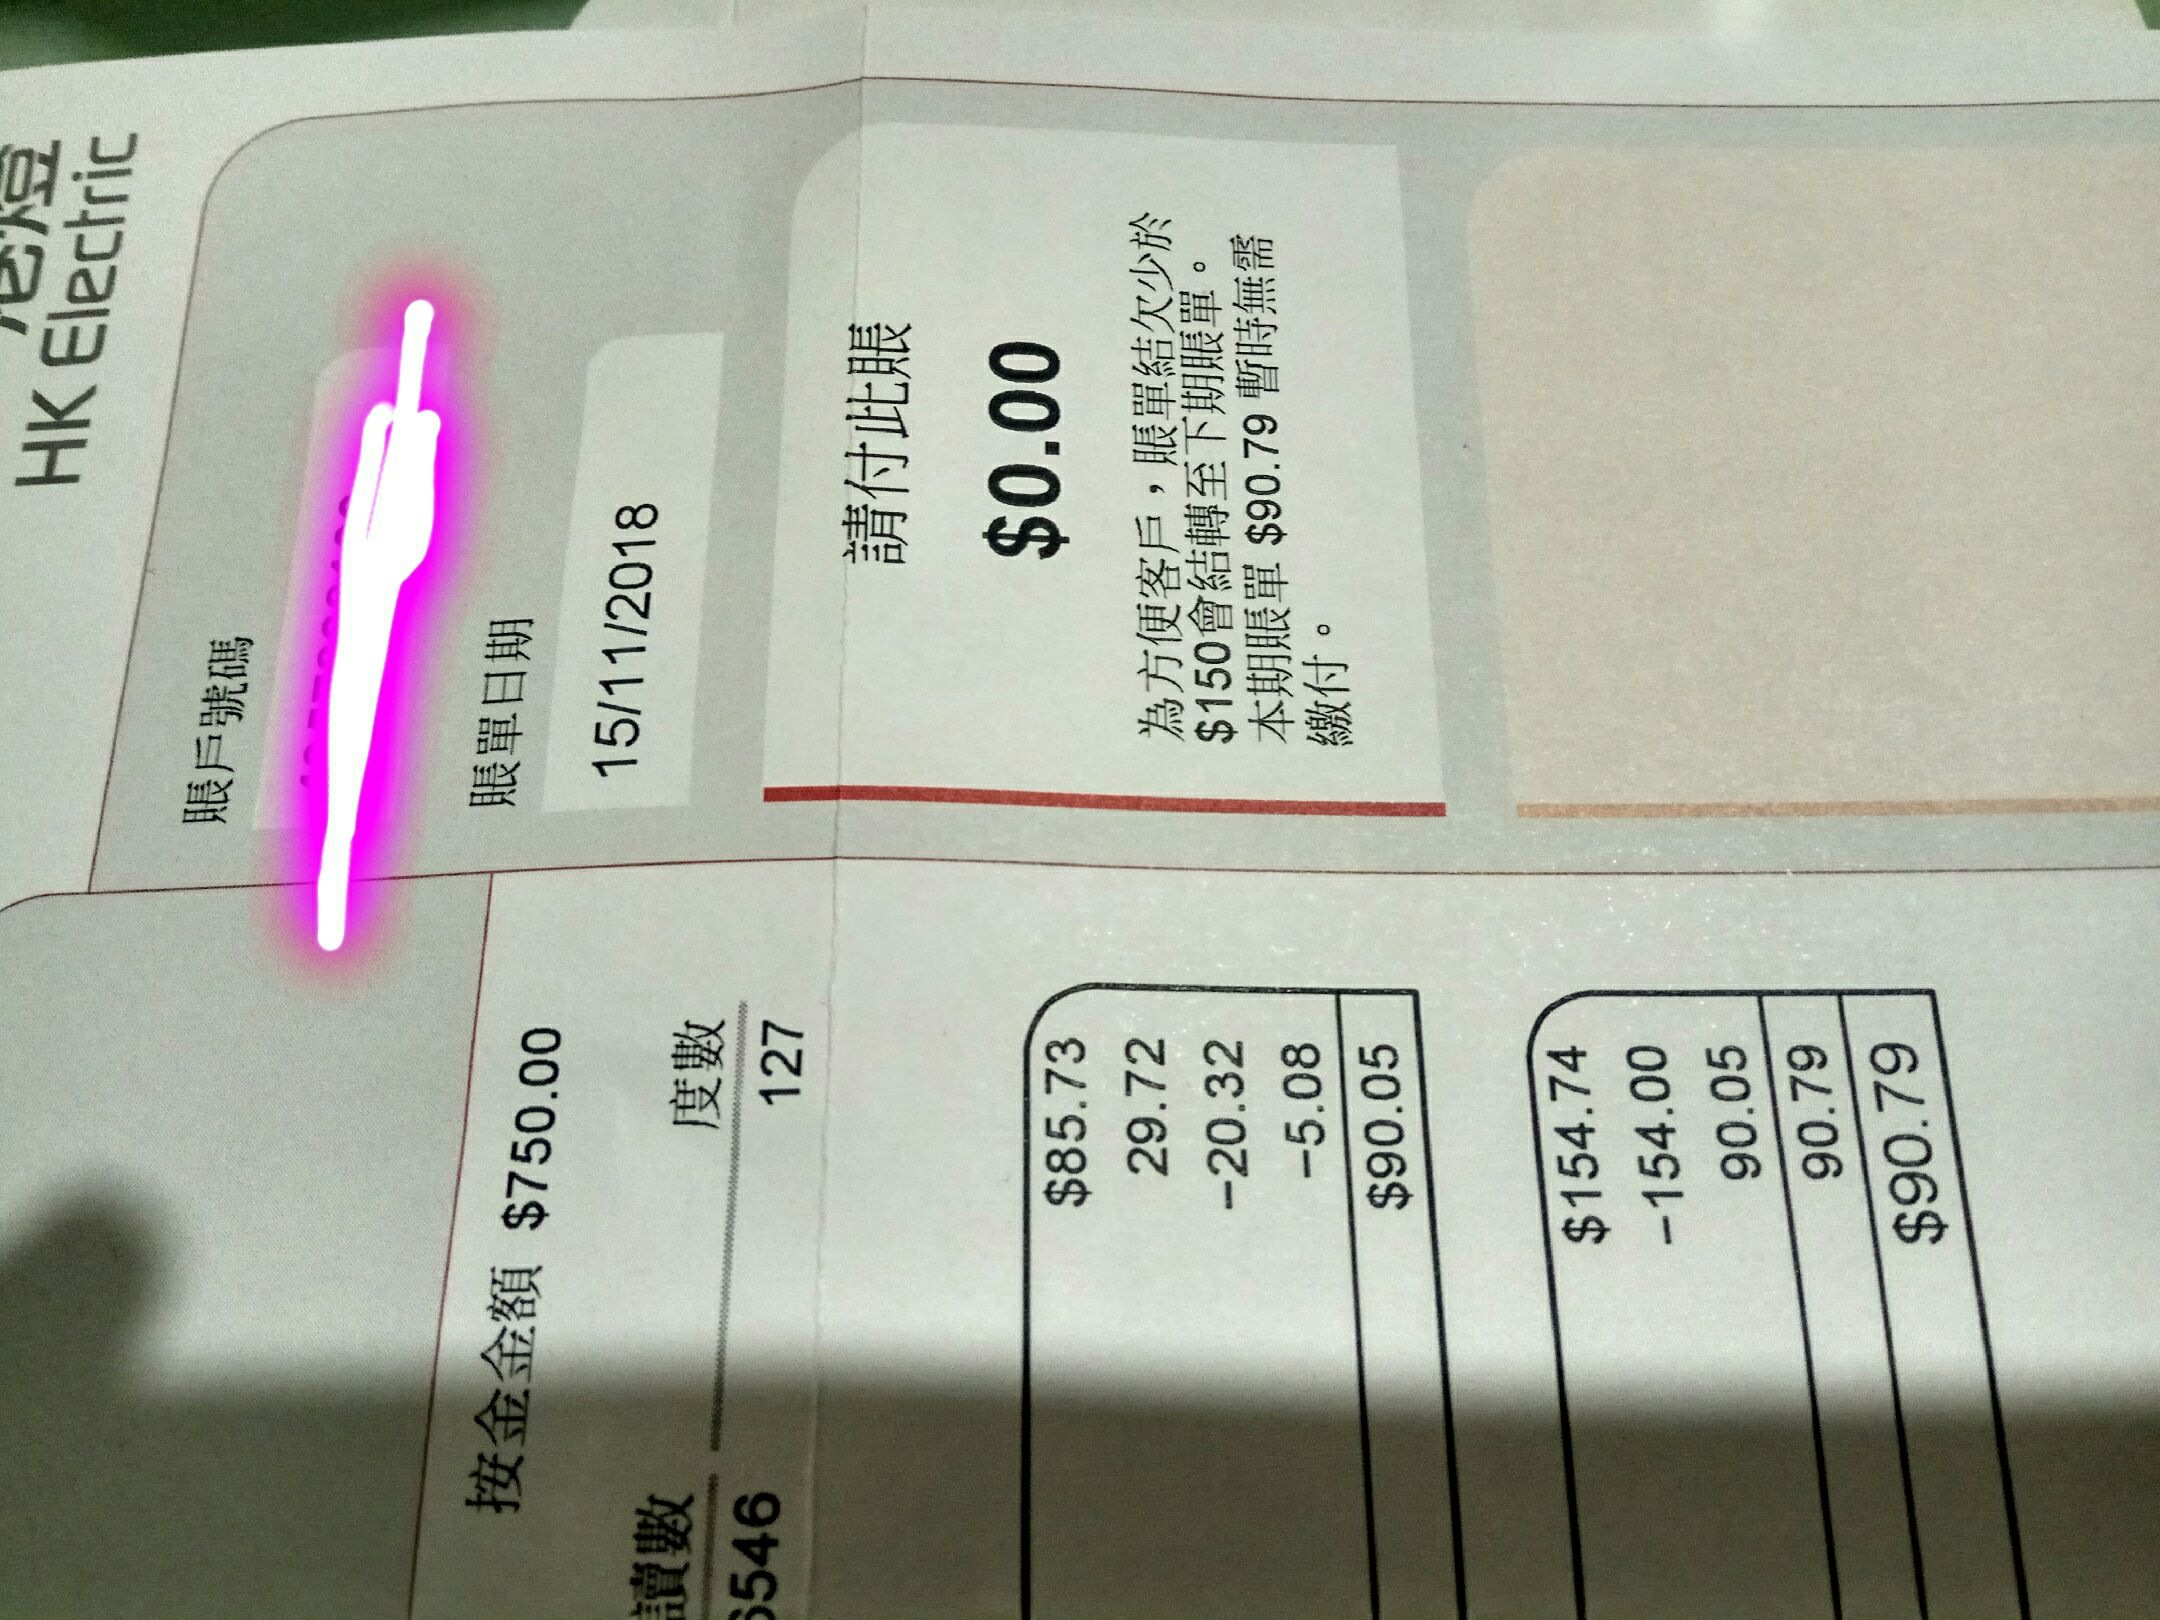 HK Electric
賬戶號碼
賬單日期
15/11/2018
請付此賬
$0.00
為方便客戶，賬單結欠少於
$150會結轉至下期賬單。
本期賬單 $90.79 暫時無需
繳付。
按金金額 $750.00
讀數 度數
6546 127
$85.73
29.72
-20.32
-5.08
$90.05
$154.74
-154.00
90.05
90.79
$90.79